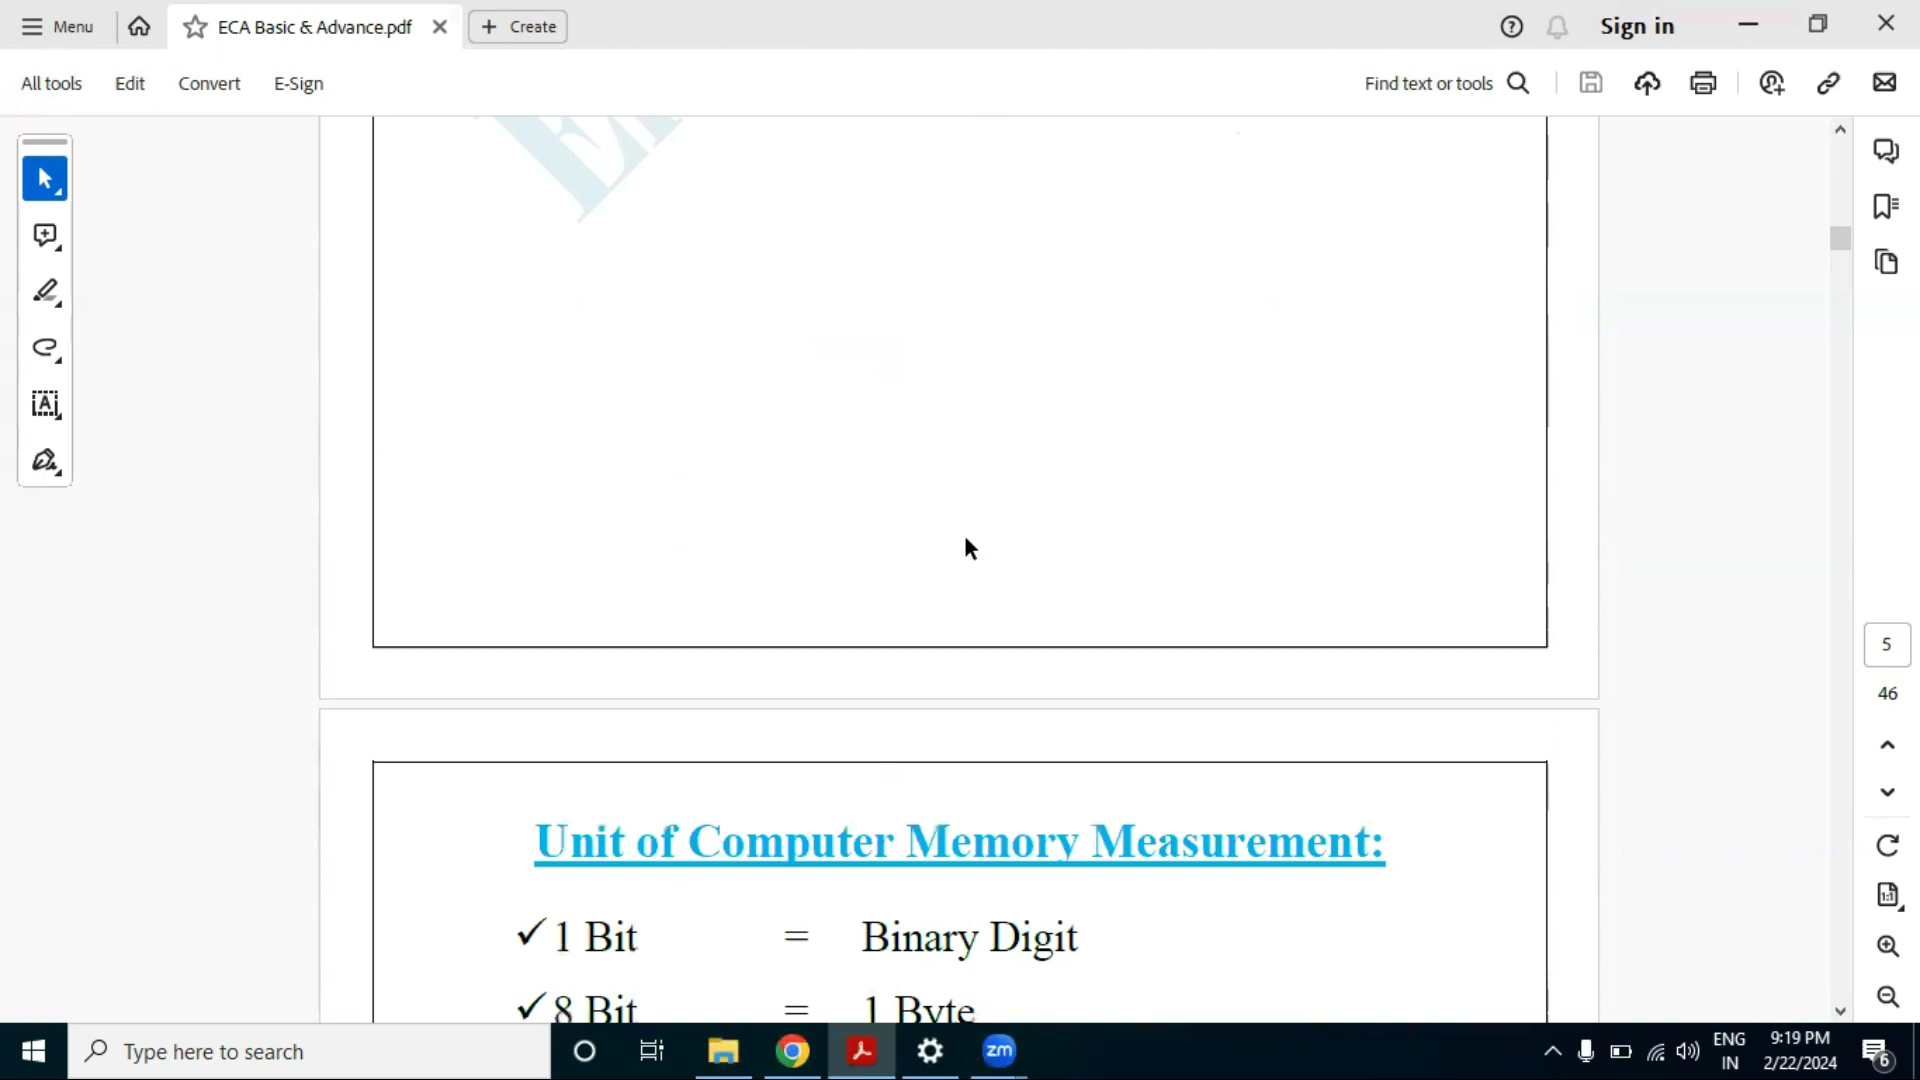 Menu
ECA Basic & Advance.pdf
Create
Sign in
All tools
Edit
Convert
E-Sign
Find text or tools
5
46
Unit of Computer Memory Measurement:
✓ 1 Bit = Binary Digit
✓ 8 Bit = 1 Byte
Type here to search
zm
ENG
IN
9:19 PM
2/22/2024
6